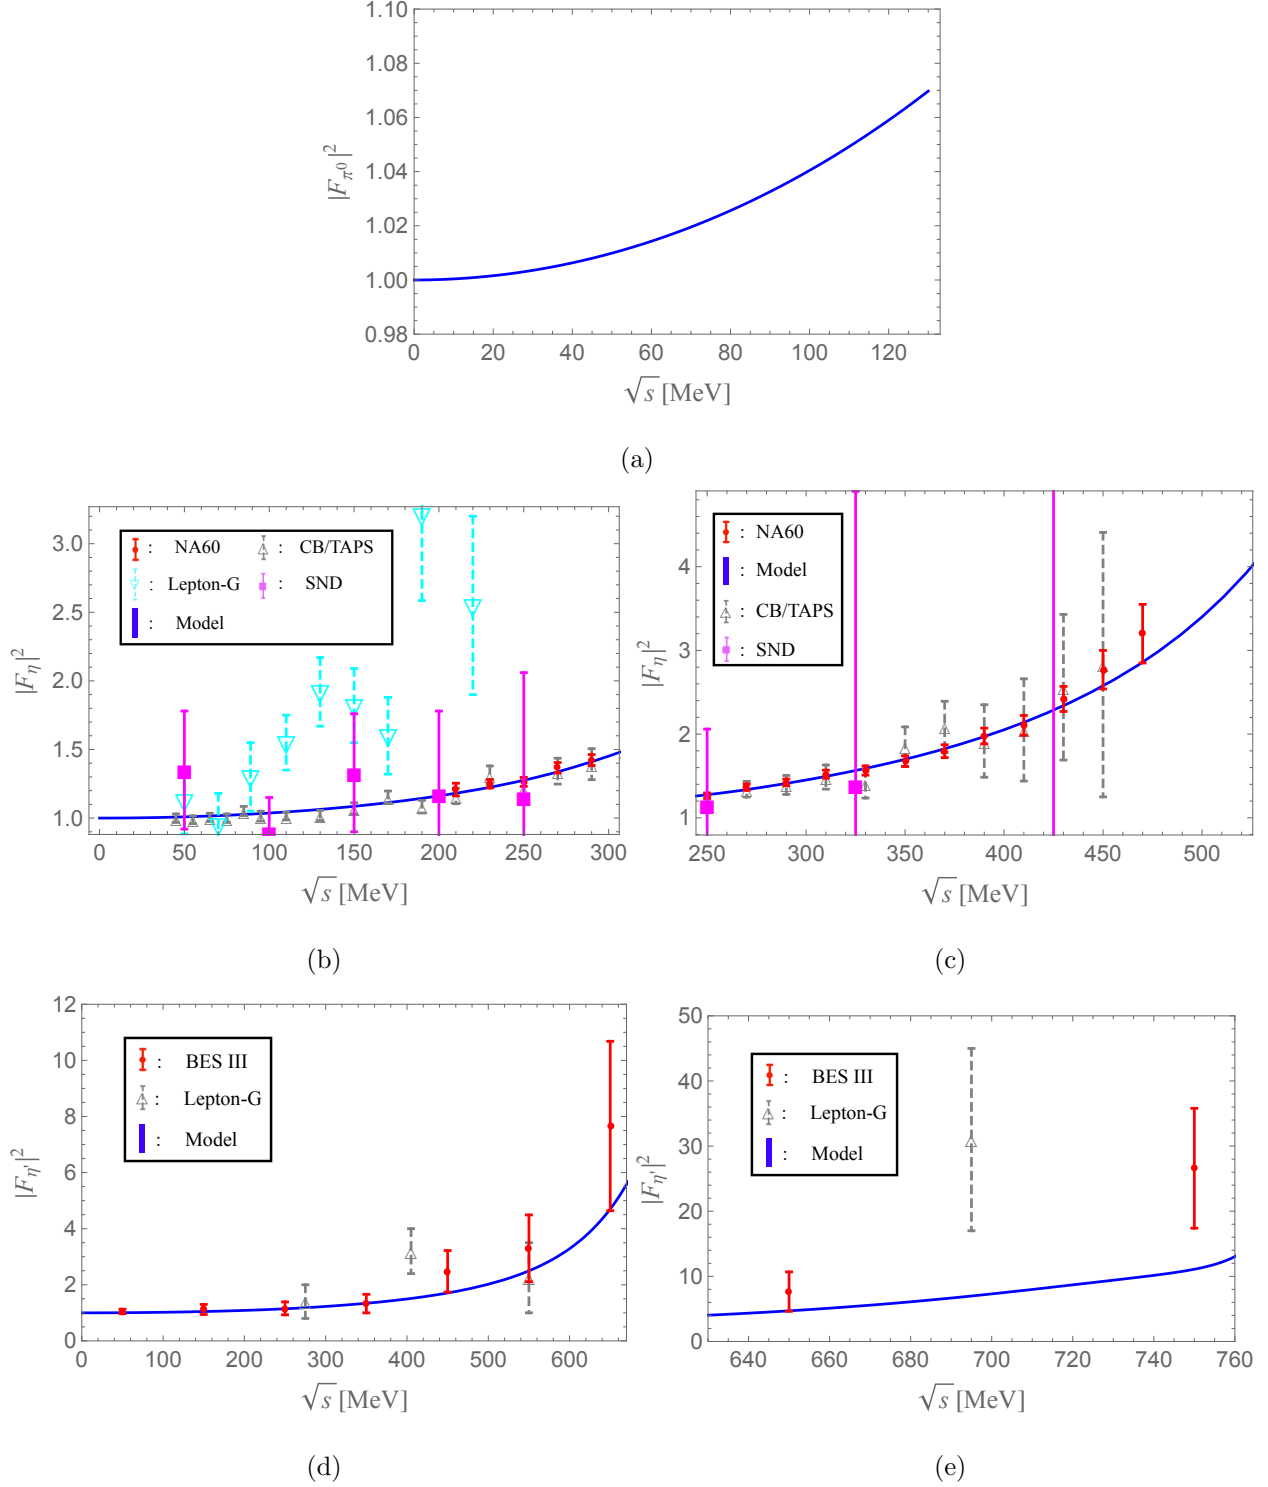 1.10
1.08
1.06
1.04
1.02
1.00
0.98
|F_{π^0}|^2
0 20 40 60 80 100 120
√s [MeV]
(a)
3.0
2.5
2.0
1.5
1.0
|F_η|^2
: NA60 : CB/TAPS
: Lepton-G : SND
: Model
0 50 100 150 200 250 300
√s [MeV]
(b)
4
3
2
1
|F_η|^2
: NA60
: Model
: CB/TAPS
: SND
250 300 350 400 450 500
√s [MeV]
(c)
12
10
8
6
4
2
0
|F_{η'}|^2
: BES III
: Lepton-G
: Model
0 100 200 300 400 500 600
√s [MeV]
(d)
50
40
30
20
10
0
|F_{η'}|^2
: BES III
: Lepton-G
: Model
640 660 680 700 720 740 760
√s [MeV]
(e)